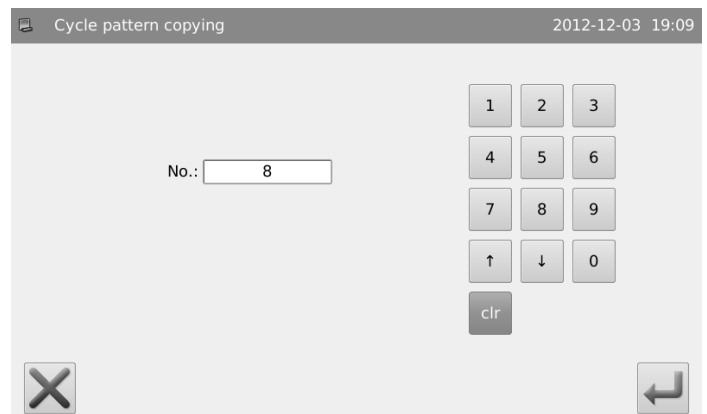 Cycle pattern copying 2012-12-03 19:09
1 2 3
4 5 6
No.: 8
7 8 9
↑ ↓ 0
clr